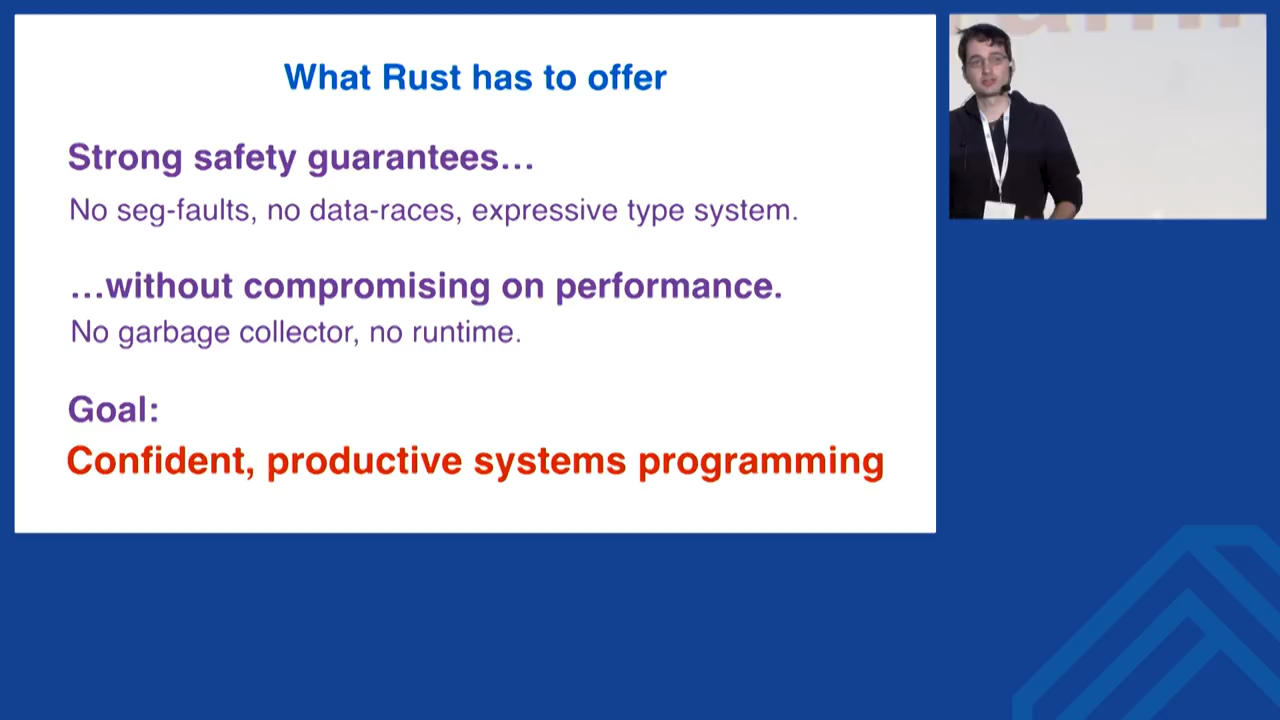 What Rust has to offer
Strong safety guarantees…
No seg-faults, no data-races, expressive type system.
…without compromising on performance.
No garbage collector, no runtime.
Goal:
Confident, productive systems programming